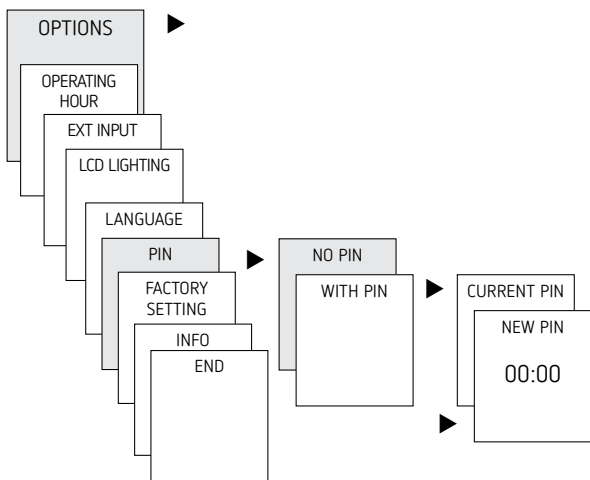 OPTIONS
OPERATING
HOUR
EXT INPUT
LCD LIGHTING
LANGUAGE
PIN
FACTORY
SETTING
INFO
END
NO PIN
WITH PIN
CURRENT PIN
NEW PIN
00:00